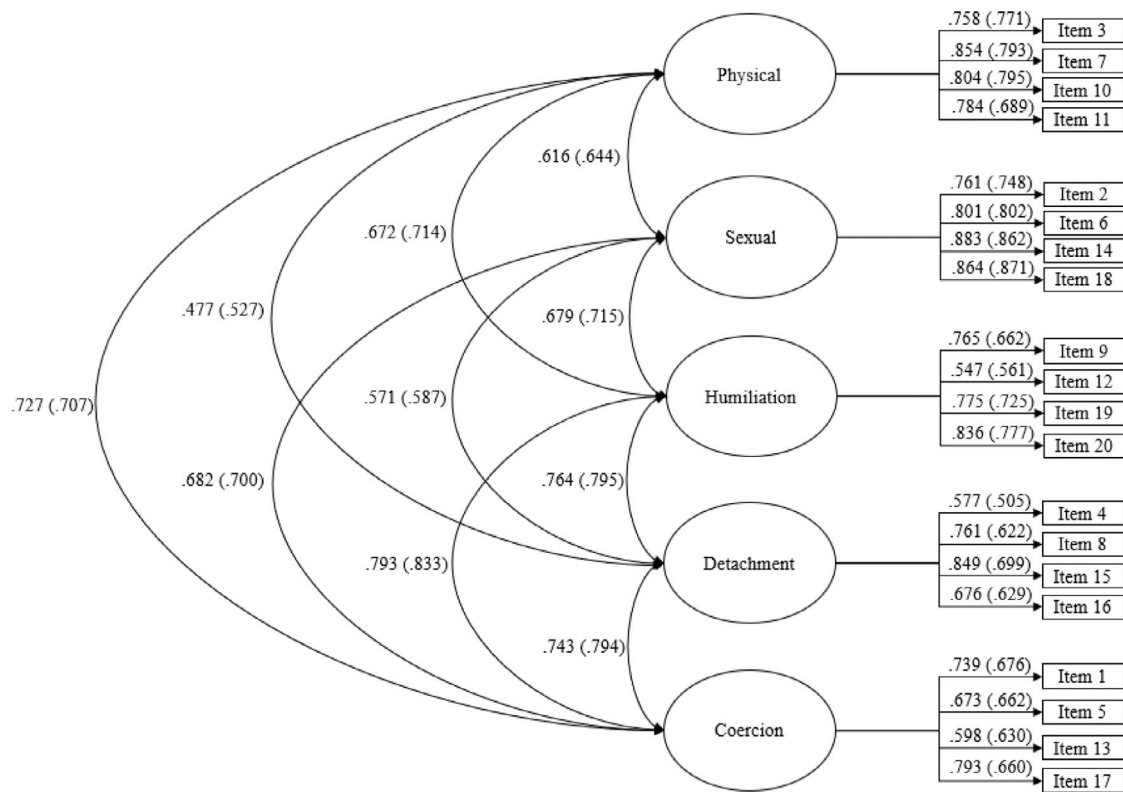 .758 (.771)
Item 3
.854 (.793)
Item 7
Physical
.804 (.795)
Item 10
.784 (.689)
Item 11
.616 (.644)
.761 (.748)
Item 2
.801 (.802)
Item 6
.672 (.714)
Sexual
.883 (.862)
Item 14
.864 (.871)
Item 18
.477 (.527)
.679 (.715)
.765 (.662)
Item 9
.547 (.561)
Item 12
.727 (.707)
.571 (.587)
Humiliation
.775 (.725)
Item 19
.836 (.777)
Item 20
.682 (.700)
.764 (.795)
.577 (.505)
Item 4
.761 (.622)
Item 8
.793 (.833)
Detachment
.849 (.699)
Item 15
.676 (.629)
Item 16
.743 (.794)
.739 (.676)
Item 1
.673 (.662)
Item 5
Coercion
.598 (.630)
Item 13
.793 (.660)
Item 17